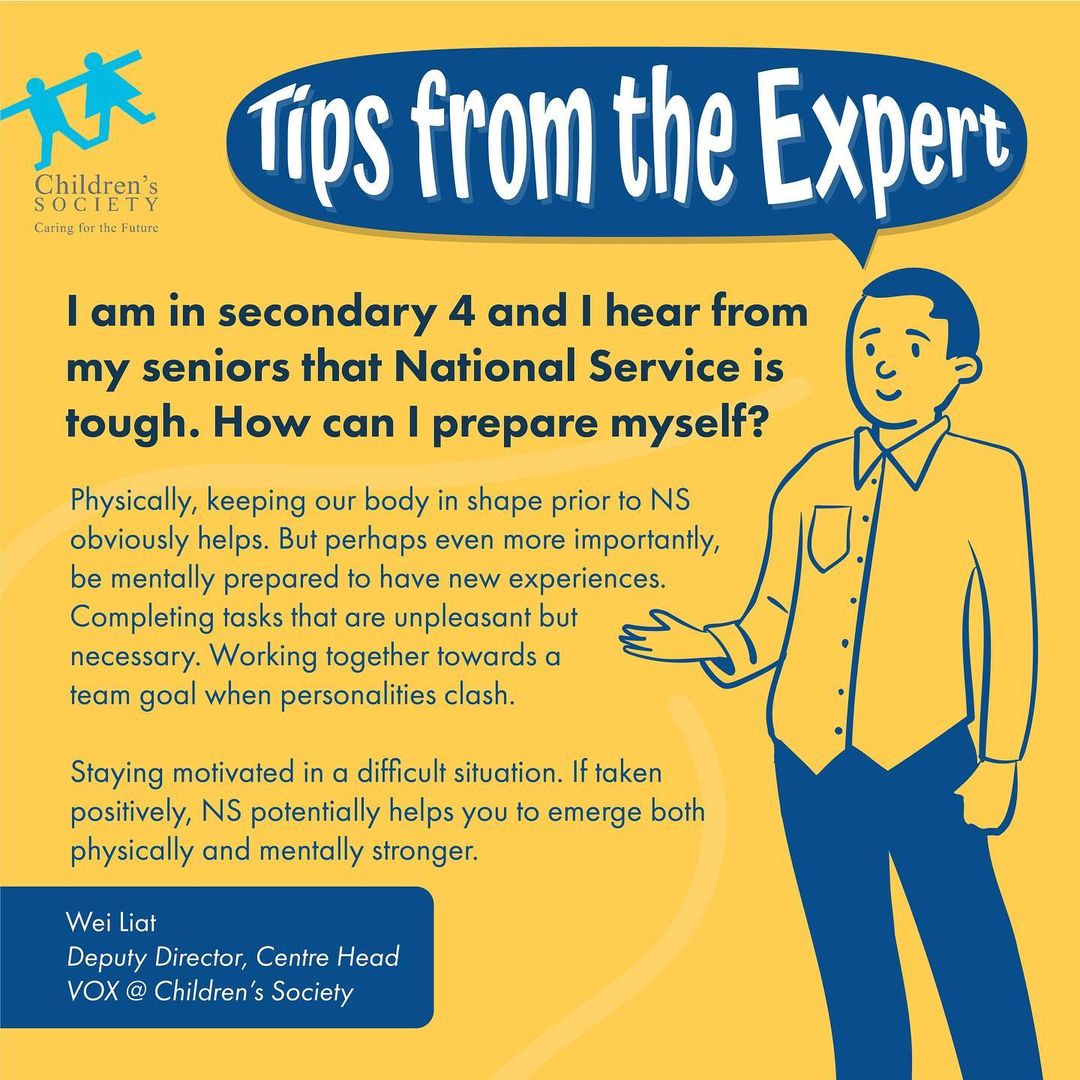 Children's
SOCIETY
Caring for the Future
Tips from the Expert
I am in secondary 4 and I hear from
my seniors that National Service is
tough. How can I prepare myself?
Physically, keeping our body in shape prior to NS
obviously helps. But perhaps even more importantly,
be mentally prepared to have new experiences.
Completing tasks that are unpleasant but
necessary. Working together towards a
team goal when personalities clash.
Staying motivated in a difficult situation. If taken
positively, NS potentially helps you to emerge both
physically and mentally stronger.
Wei Liat
Deputy Director, Centre Head
VOX @ Children's Society